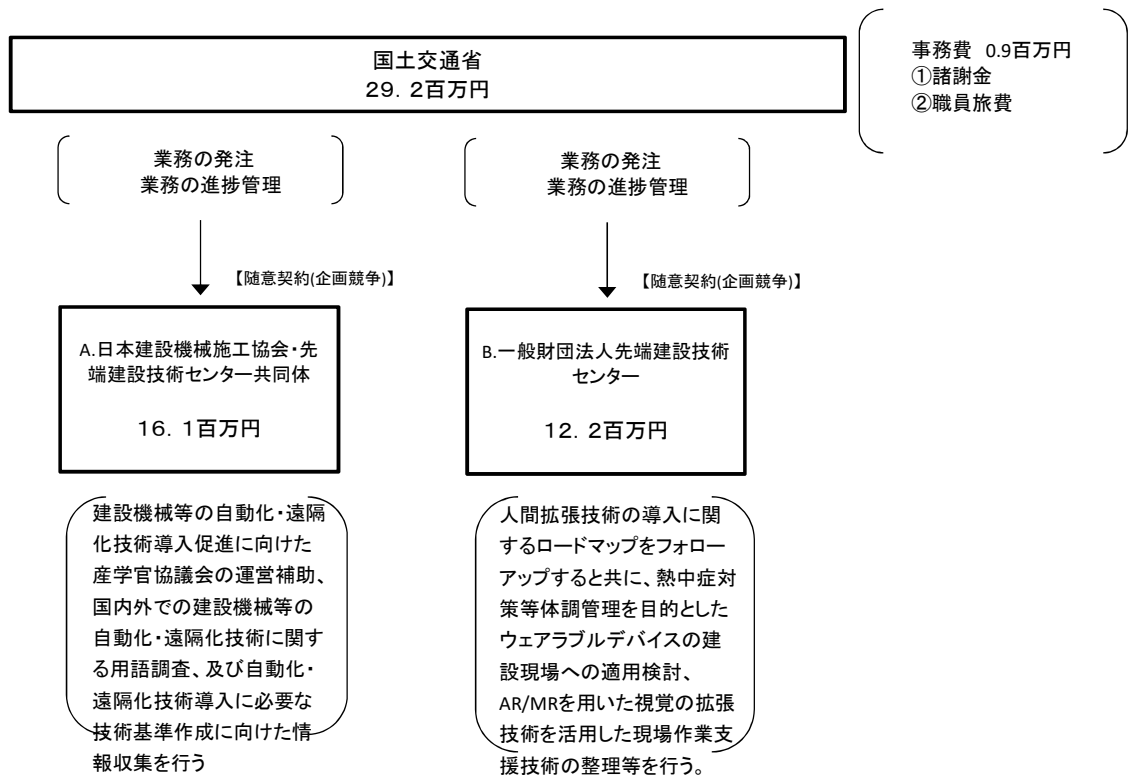 国土交通省
29．2百万円
事務費 0.9百万円
①諸謝金
②職員旅費
業務の発注
業務の進捗管理
業務の発注
業務の進捗管理
【随意契約(企画競争)】
【随意契約(企画競争)】
A.日本建設機械施工協会・先
端建設技術センター共同体
16．1百万円
B.一般財団法人先端建設技術
センター
12．2百万円
建設機械等の自動化・遠隔
化技術導入促進に向けた
産学官協議会の運営補助、
国内外での建設機械等の
自動化・遠隔化技術に関す
る用語調査、及び自動化・
遠隔化技術導入に必要な
技術基準作成に向けた情
報収集を行う
人間拡張技術の導入に関
するロードマップをフォロー
アップすると共に、熱中症対
策等体調管理を目的とした
ウェアラブルデバイスの建
設現場への適用検討、
AR/MRを用いた視覚の拡張
技術を活用した現場作業支
援技術の整理等を行う。